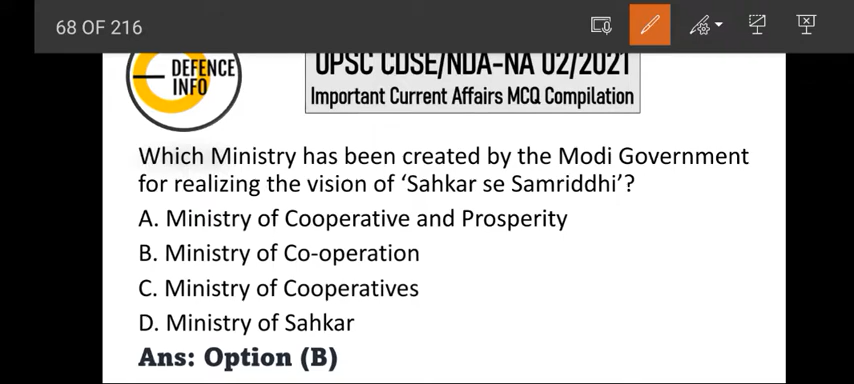 68 OF 216
DEFENCE
INFO
UPSC CDSE/NDA-NA 02/2021
Important Current Affairs MCQ Compilation
Which Ministry has been created by the Modi Government
for realizing the vision of ‘Sahkar se Samriddhi’?
A. Ministry of Cooperative and Prosperity
B. Ministry of Co-operation
C. Ministry of Cooperatives
D. Ministry of Sahkar
Ans: Option (B)